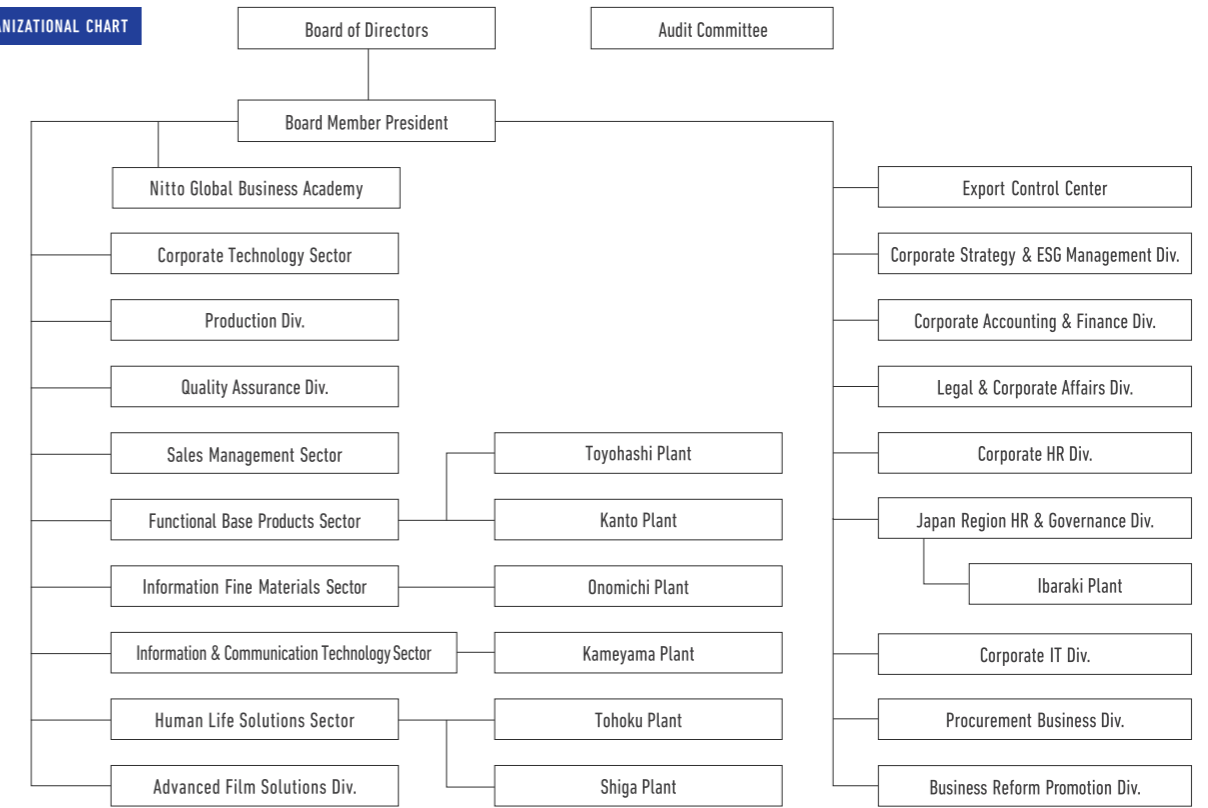 ANIZATIONAL CHART
Board of Directors
Audit Committee
Board Member President
Nitto Global Business Academy
Corporate Technology Sector
Production Div.
Quality Assurance Div.
Sales Management Sector
Functional Base Products Sector
Toyohashi Plant
Kanto Plant
Information Fine Materials Sector
Onomichi Plant
Information & Communication Technology Sector
Kameyama Plant
Human Life Solutions Sector
Tohoku Plant
Shiga Plant
Advanced Film Solutions Div.
Export Control Center
Corporate Strategy & ESG Management Div.
Corporate Accounting & Finance Div.
Legal & Corporate Affairs Div.
Corporate HR Div.
Japan Region HR & Governance Div.
Ibaraki Plant
Corporate IT Div.
Procurement Business Div.
Business Reform Promotion Div.